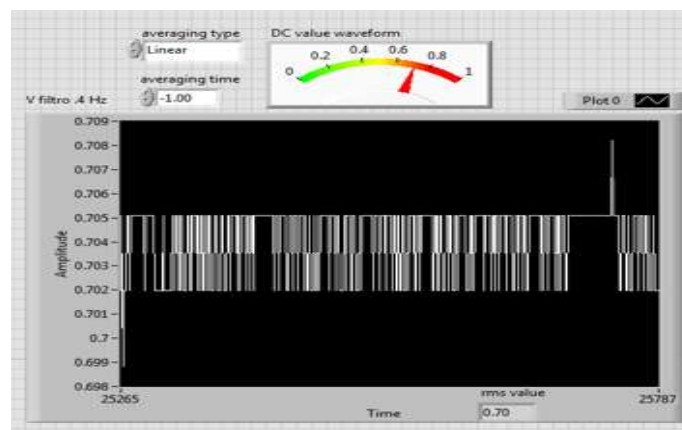 averaging type
Linear
averaging time
-1.00
DC value waveform
0 0.2 0.4 0.6 0.8 1
V filtro .4 Hz
Plot 0
0.709
0.708
0.707
0.706
0.705
0.704
0.703
0.702
0.701
0.7
0.699
0.698
Amplitude
25265
25787
Time
rms value
0.70